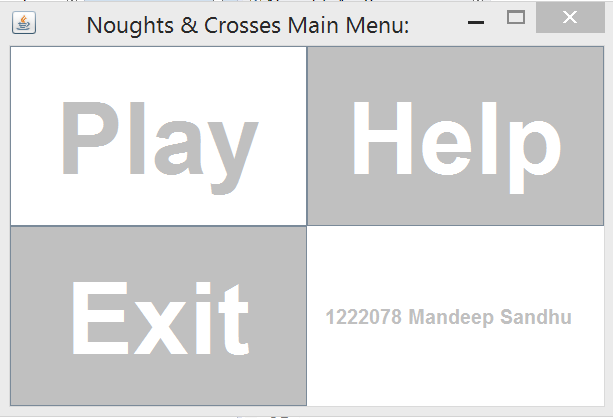 Noughts & Crosses Main Menu:
Play
Help
Exit
1222078 Mandeep Sandhu